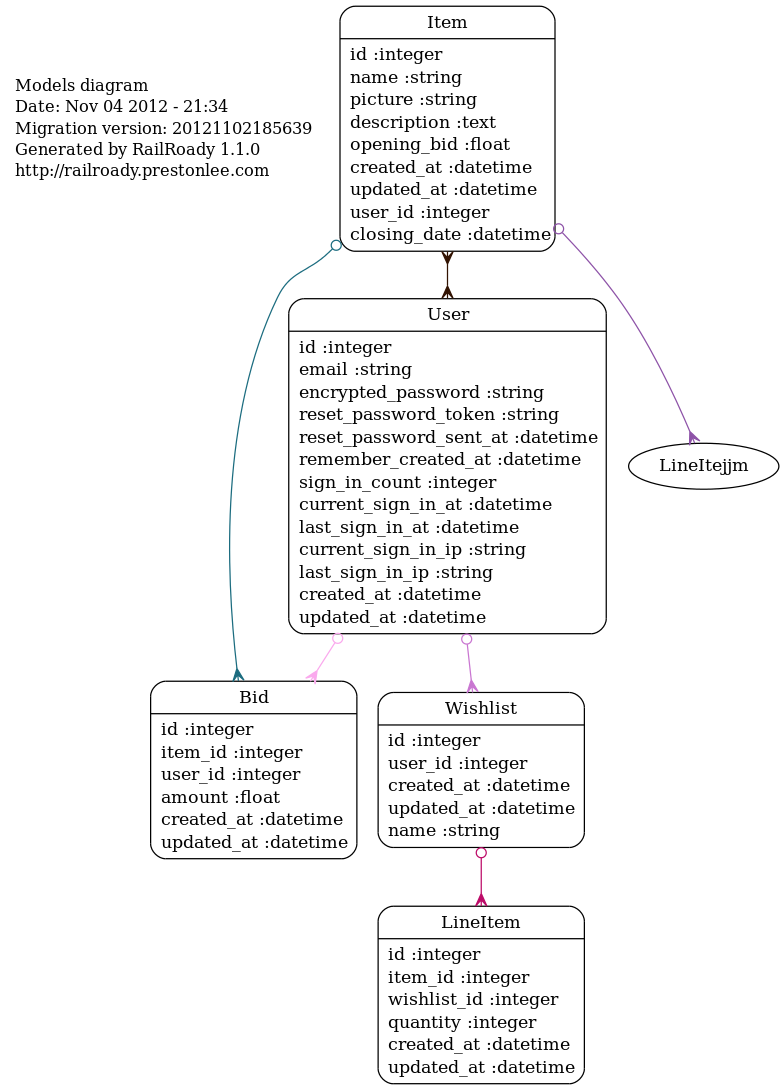 Models diagram
Date: Nov 04 2012 - 21:34
Migration version: 20121102185639
Generated by RailRoady 1.1.0
http://railroady.prestonlee.com
Item
id :integer
name :string
picture :string
description :text
opening_bid :float
created_at :datetime
updated_at :datetime
user_id :integer
closing_date :datetime
User
id :integer
email :string
encrypted_password :string
reset_password_token :string
reset_password_sent_at :datetime
remember_created_at :datetime
sign_in_count :integer
current_sign_in_at :datetime
last_sign_in_at :datetime
current_sign_in_ip :string
last_sign_in_ip :string
created_at :datetime
updated_at :datetime
LineItejjm
Bid
id :integer
item_id :integer
user_id :integer
amount :float
created_at :datetime
updated_at :datetime
Wishlist
id :integer
user_id :integer
created_at :datetime
updated_at :datetime
name :string
LineItem
id :integer
item_id :integer
wishlist_id :integer
quantity :integer
created_at :datetime
updated_at :datetime